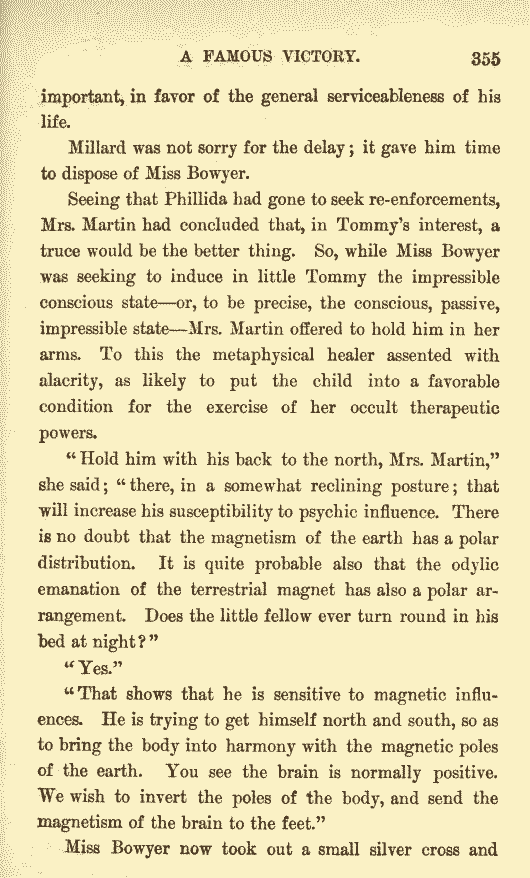 A FAMOUS VICTORY. 355
important, in favor of the general serviceableness of his
life.
Millard was not sorry for the delay; it gave him time
to dispose of Miss Bowyer.
Seeing that Phillida had gone to seek re-enforcements,
Mrs. Martin had concluded that, in Tommy's interest, a
truce would be the better thing. So, while Miss Bowyer
was seeking to induce in little Tommy the impressible
conscious state—or, to be precise, the conscious, passive,
impressible state—Mrs. Martin offered to hold him in her
arms. To this the metaphysical healer assented with
alacrity, as likely to put the child into a favorable
condition for the exercise of her occult therapeutic
powers.
"Hold him with his back to the north, Mrs. Martin,"
she said; "there, in a somewhat reclining posture; that
will increase his susceptibility to psychic influence. There
is no doubt that the magnetism of the earth has a polar
distribution. It is quite probable also that the odylic
emanation of the terrestrial magnet has also a polar ar-
rangement. Does the little fellow ever turn round in his
bed at night?"
"Yes."
"That shows that he is sensitive to magnetic influ-
ences. He is trying to get himself north and south, so as
to bring the body into harmony with the magnetic poles
of the earth. You see the brain is normally positive.
We wish to invert the poles of the body, and send the
magnetism of the brain to the feet."
Miss Bowyer now took out a small silver cross and